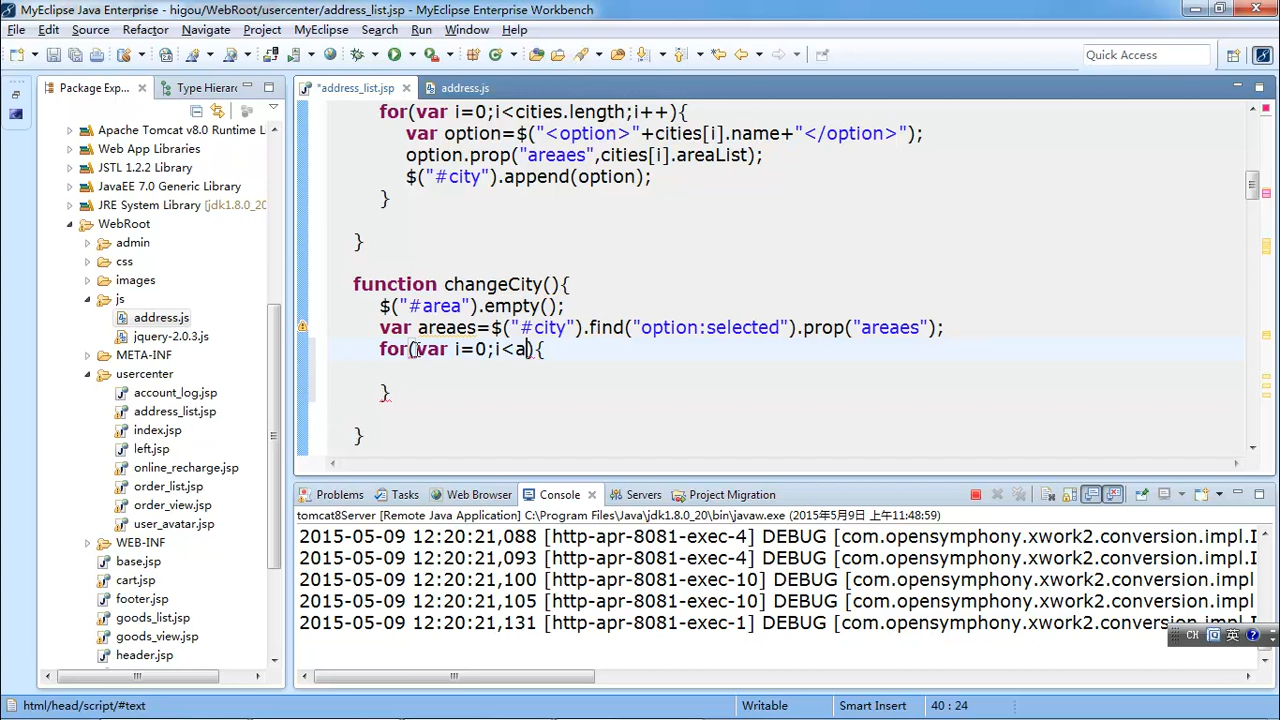 MyEclipse Java Enterprise - higou/WebRoot/usercenter/address_list.jsp - MyEclipse Enterprise Workbench
File Edit Source Refactor Navigate Project MyEclipse Search Run Window Help
Quick Access
Package Exp... Type Hierarc
*address_list.jsp address.js
Apache Tomcat v8.0 Runtime L
Web App Libraries
JSTL 1.2.2 Library
JavaEE 7.0 Generic Library
JRE System Library [jdk1.8.0_20
WebRoot
admin
css
images
js
address.js
jquery-2.0.3.js
META-INF
usercenter
account_log.jsp
address_list.jsp
index.jsp
left.jsp
online_recharge.jsp
order_list.jsp
order_view.jsp
user_avatar.jsp
WEB-INF
base.jsp
cart.jsp
footer.jsp
goods_list.jsp
goods_view.jsp
header.jsp
for(var i=0;i<cities.length;i++){
var option=$("<option>"+cities[i].name+"</option>");
option.prop("areaes",cities[i].areaList);
$("#city").append(option);
}
}
function changeCity(){
$("#area").empty();
var areaes=$("#city").find("option:selected").prop("areaes");
for(var i=0;i<a){
}
}
Problems Tasks Web Browser Console Servers Project Migration
tomcat8Server [Remote Java Application] C:\Program Files\Java\jdk1.8.0_20\bin\javaw.exe (2015年5月9日 上午11:48:59)
2015-05-09 12:20:21,088 [http-apr-8081-exec-4] DEBUG [com.opensymphony.xwork2.conversion.impl.I
2015-05-09 12:20:21,093 [http-apr-8081-exec-4] DEBUG [com.opensymphony.xwork2.conversion.impl.
2015-05-09 12:20:21,100 [http-apr-8081-exec-10] DEBUG [com.opensymphony.xwork2.conversion.impl
2015-05-09 12:20:21,105 [http-apr-8081-exec-10] DEBUG [com.opensymphony.xwork2.conversion.impl
2015-05-09 12:20:21,131 [http-apr-8081-exec-1] DEBUG [com.opensymphony.xwork2.conversion.impl.I
CH 英
html/head/script/#text Writable Smart Insert 40 : 24